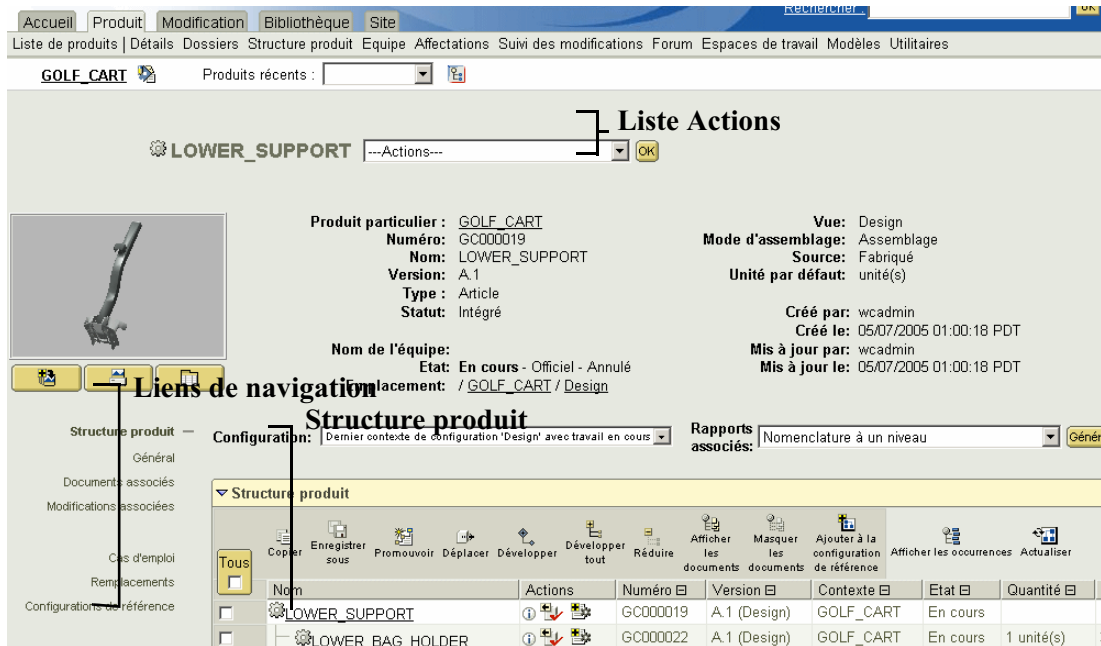 Rechercher... OK
Accueil Produit Modification Bibliothèque Site
Liste de produits | Détails Dossiers Structure produit Equipe Affectations Suivi des modifications Forum Espaces de travail Modèles Utilitaires
GOLF_CART Produits récents :
Liste Actions
LOWER_SUPPORT ---Actions--- OK
Produit particulier : GOLF_CART
Numéro: GC000019
Nom: LOWER_SUPPORT
Version: A.1
Type : Article
Statut: Intégré
Nom de l'équipe:
Etat: En cours - Officiel - Annulé
Emplacement: / GOLF_CART / Design
Vue: Design
Mode d'assemblage: Assemblage
Source: Fabriqué
Unité par défaut: unité(s)
Créé par: wcadmin
Créé le: 05/07/2005 01:00:18 PDT
Mis à jour par: wcadmin
Mis à jour le: 05/07/2005 01:00:18 PDT
Liens de navigation
Structure produit
Structure produit
Général
Documents associés
Modifications associées
Cas d'emploi
Remplacements
Configurations de référence
Configuration: Dernier contexte de configuration 'Design' avec travail en cours
Rapports associés: Nomenclature à un niveau Génér
Structure produit
Tous
Copier
Enregistrer sous
Promouvoir
Déplacer
Développer
Développer tout
Réduire
Afficher les documents
Masquer les documents
Ajouter à la configuration de référence
Afficher les occurrences
Actualiser
Nom Actions Numéro Version Contexte Etat Quantité
LOWER_SUPPORT GC000019 A.1 (Design) GOLF_CART En cours
LOWER_BAG_HOLDER GC000022 A.1 (Design) GOLF_CART En cours 1 unité(s)